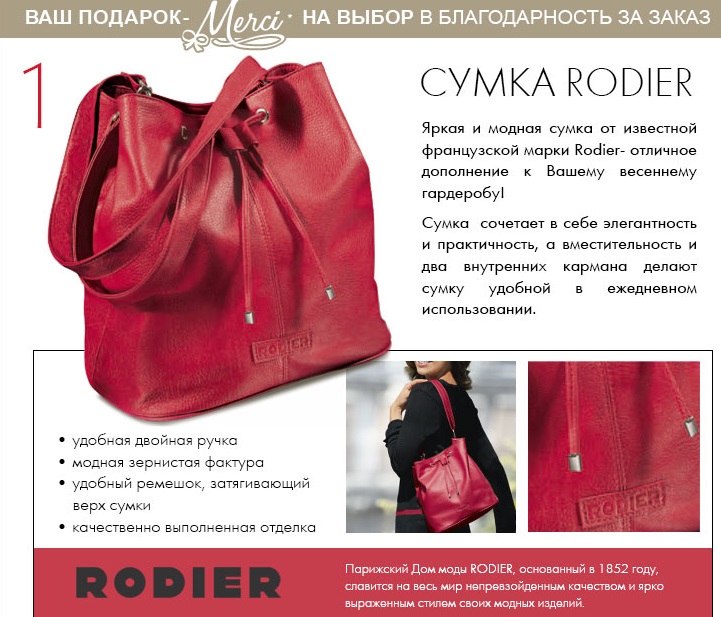 ВАШ ПОДАРОК- Merci* НА ВЫБОР В БЛАГОДАРНОСТЬ ЗА ЗАКАЗ
1
СУМКА RODIER
Яркая и модная сумка от известной
французской марки Rodier- отличное
дополнение к Вашему весеннему
гардеробу!
Сумка сочетает в себе элегантность
и практичность, а вместительность и
два внутренних кармана делают
сумку удобной в ежедневном
использовании.
RODIER
• удобная двойная ручка
• модная зернистая фактура
• удобный ремешок, затягивающий
верх сумки
• качественно выполненная отделка
RODIER
RODIER
Парижский Дом моды RODIER, основанный в 1852 году,
славится на весь мир непревзойденным качеством и ярко
выраженным стилем своих модных изделий.